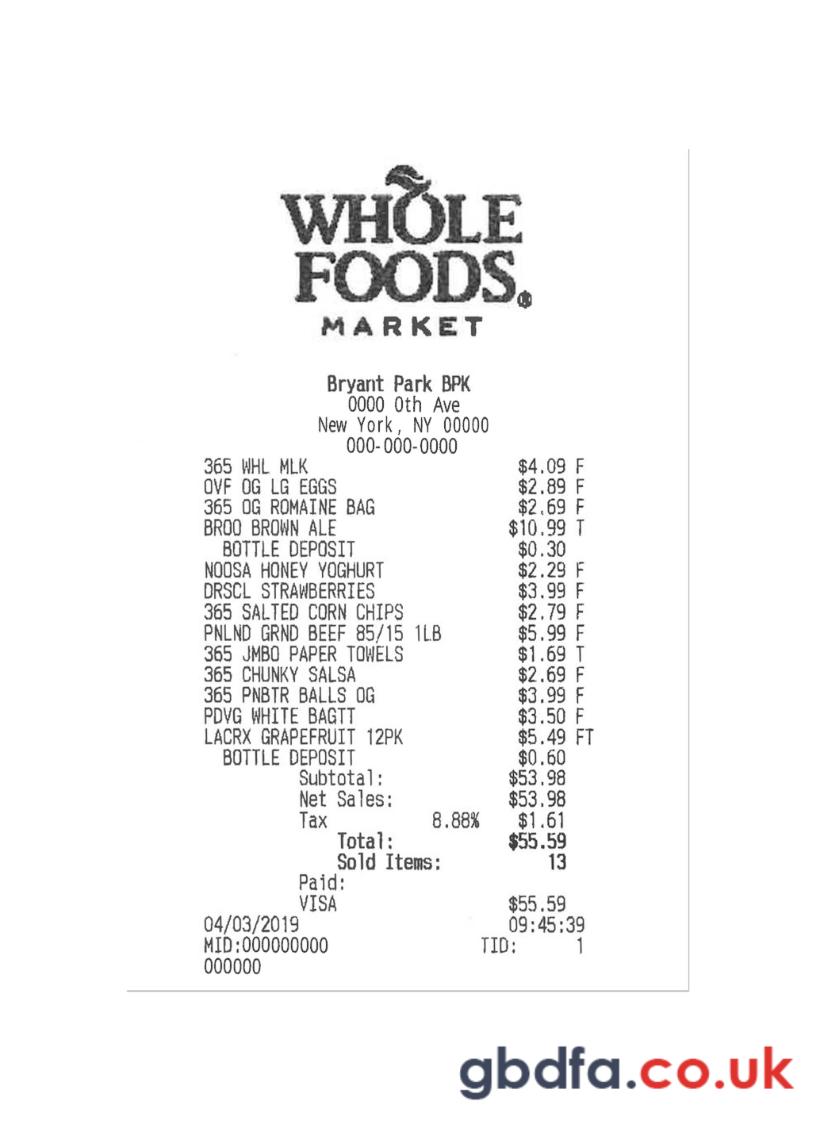 WHOLE
FOODS®
MARKET
Bryant Park BPK
0000 0th Ave
New York, NY 00000
000-000-0000
365 WHL MLK $4.09 F
OVF OG LG EGGS $2.89 F
365 OG ROMAINE BAG $2.69 F
BROO BROWN ALE $10.99 T
BOTTLE DEPOSIT $0.30
NOOSA HONEY YOGHURT $2.29 F
DRSCL STRAWBERRIES $3.99 F
365 SALTED CORN CHIPS $2.79 F
PNLND GRND BEEF 85/15 1LB $5.99 F
365 JMBO PAPER TOWELS $1.69 T
365 CHUNKY SALSA $2.69 F
365 PNBTR BALLS OG $3.99 F
PDVG WHITE BAGTT $3.50 F
LACRX GRAPEFRUIT 12PK $5.49 FT
BOTTLE DEPOSIT $0.60
Subtotal: $53.98
Net Sales: $53.98
Tax 8.88% $1.61
Total: $55.59
Sold Items: 13
Paid:
VISA $55.59
04/03/2019 09:45:39
MID:000000000 TID: 1
000000
gbdfa.co.uk